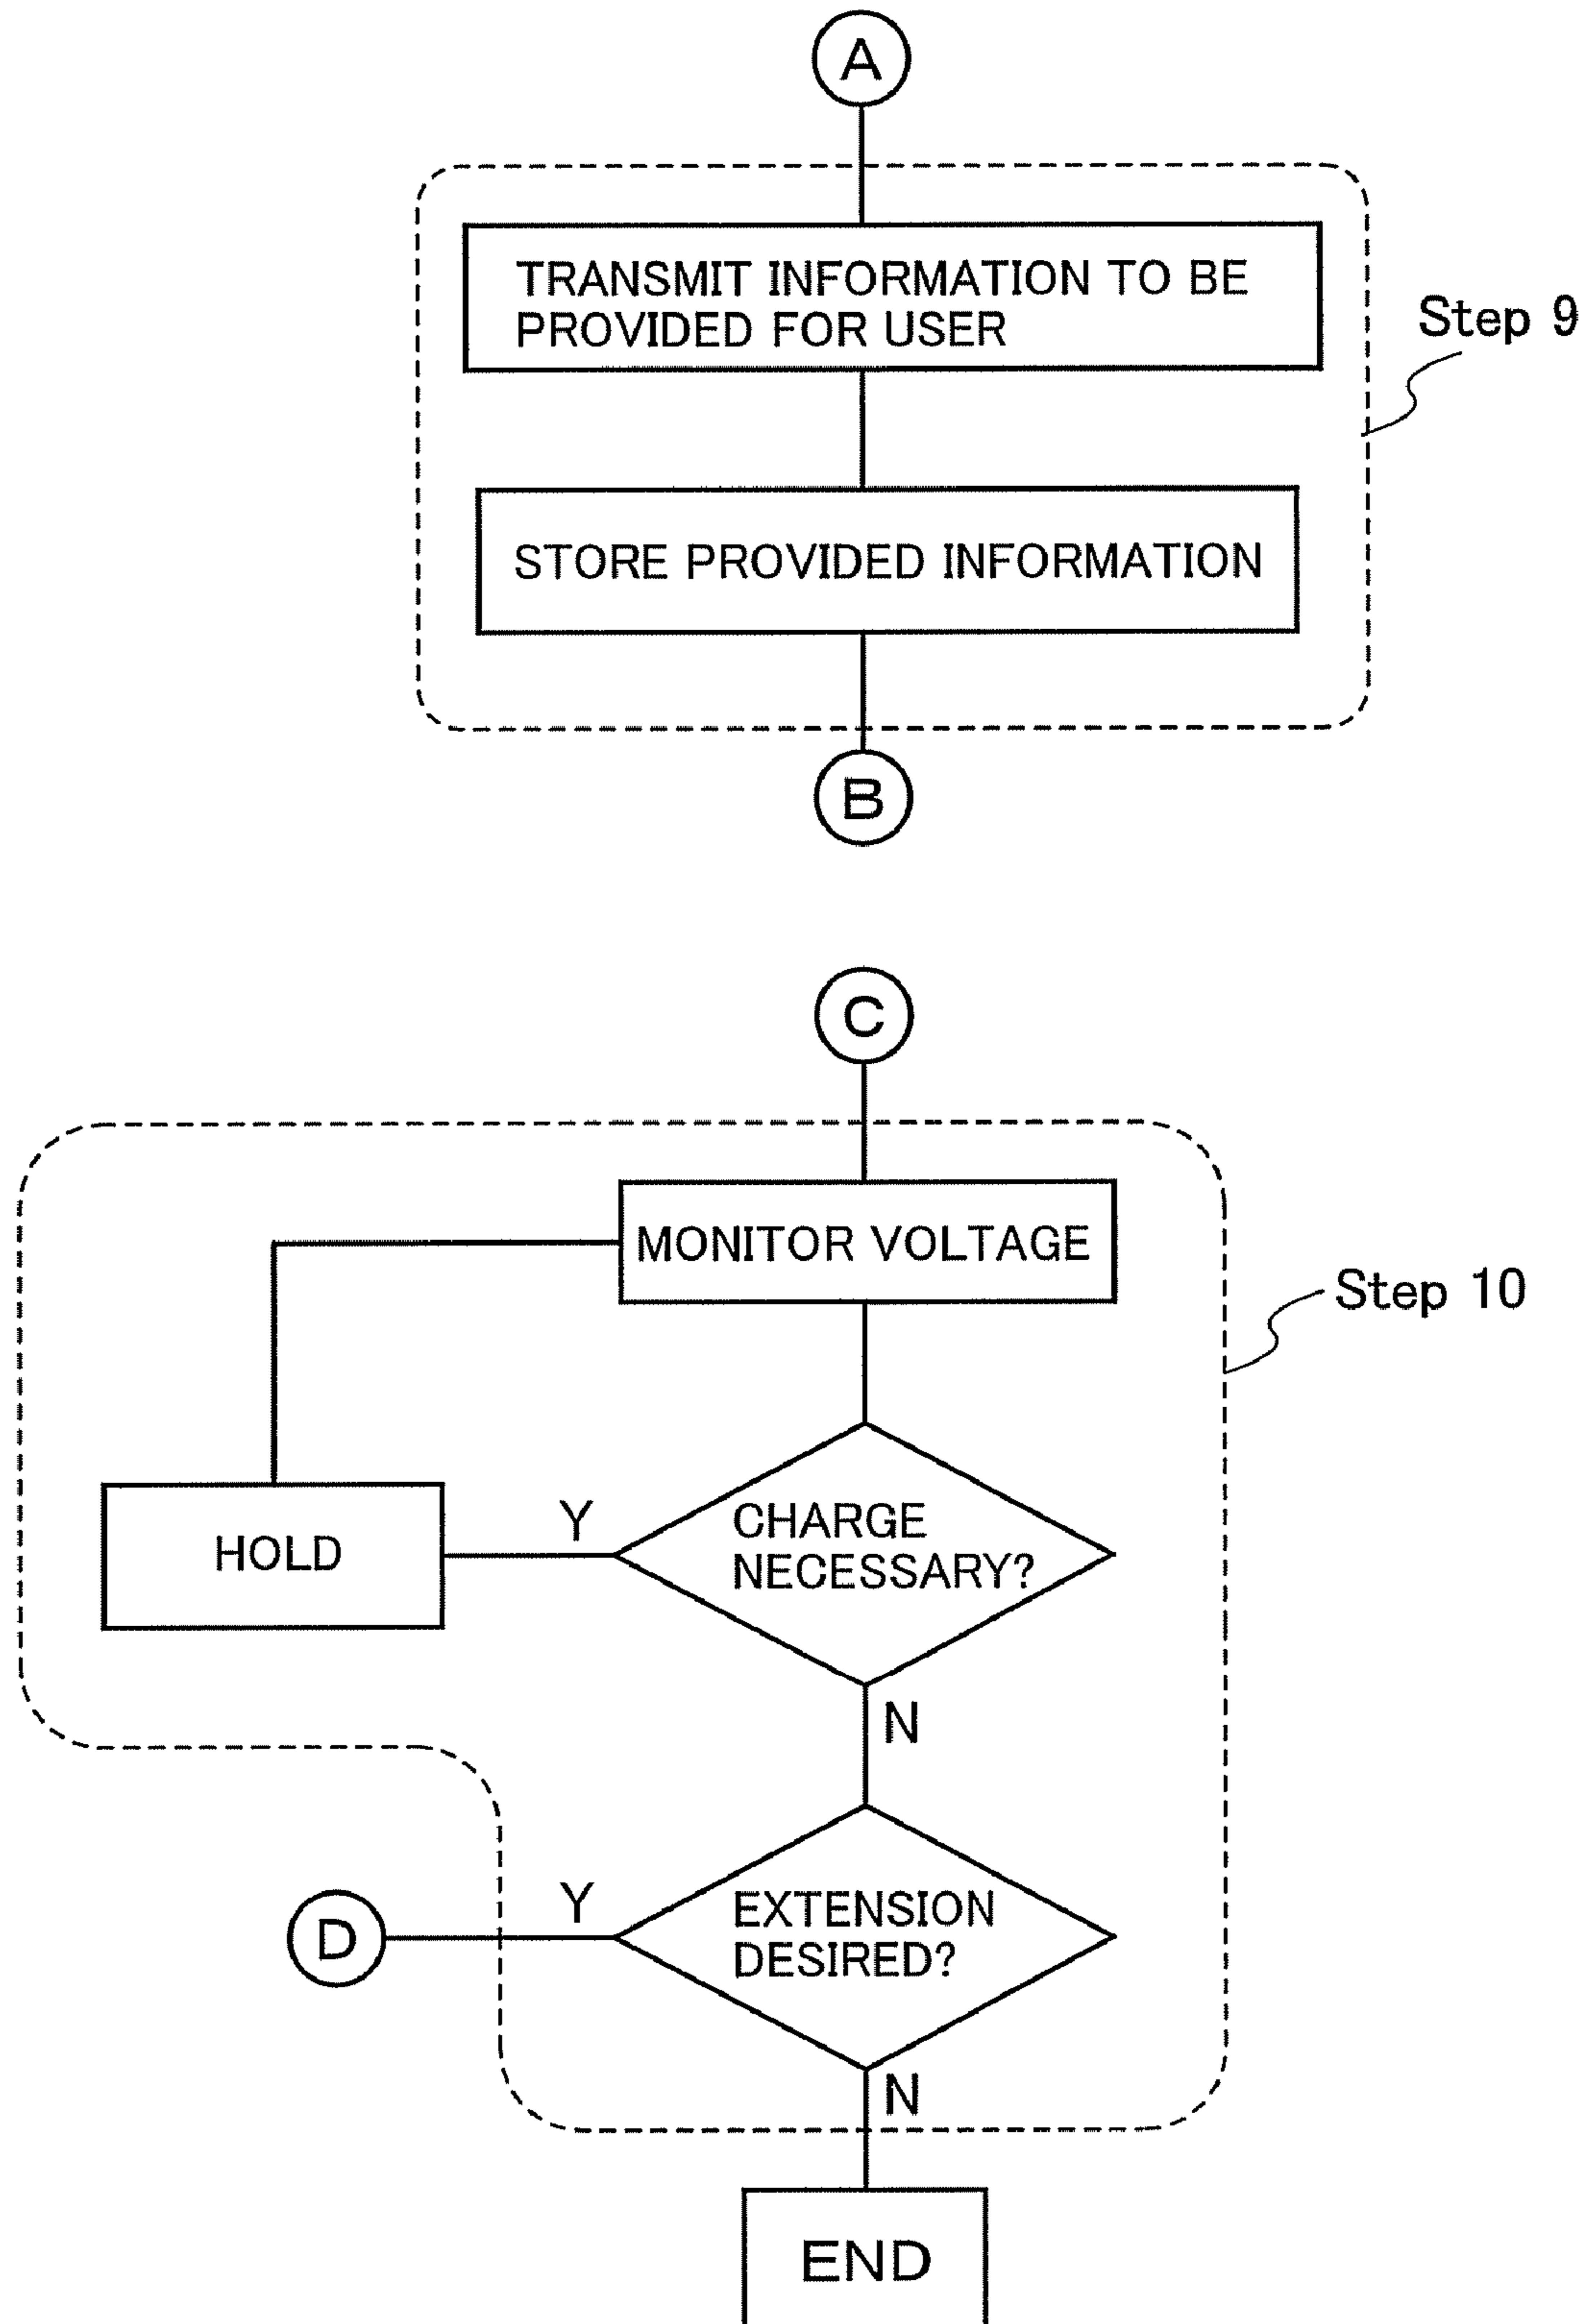 A
TRANSMIT INFORMATION TO BE
PROVIDED FOR USER
Step 9
STORE PROVIDED INFORMATION
B
C
MONITOR VOLTAGE
Step 10
HOLD
Y
CHARGE
NECESSARY?
N
D
Y
EXTENSION
DESIRED?
N
END